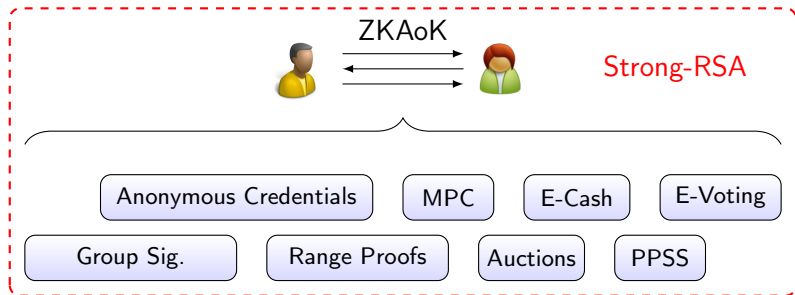 ZKAoK
Strong-RSA
Anonymous Credentials
MPC
E-Cash
E-Voting
Group Sig.
Range Proofs
Auctions
PPSS